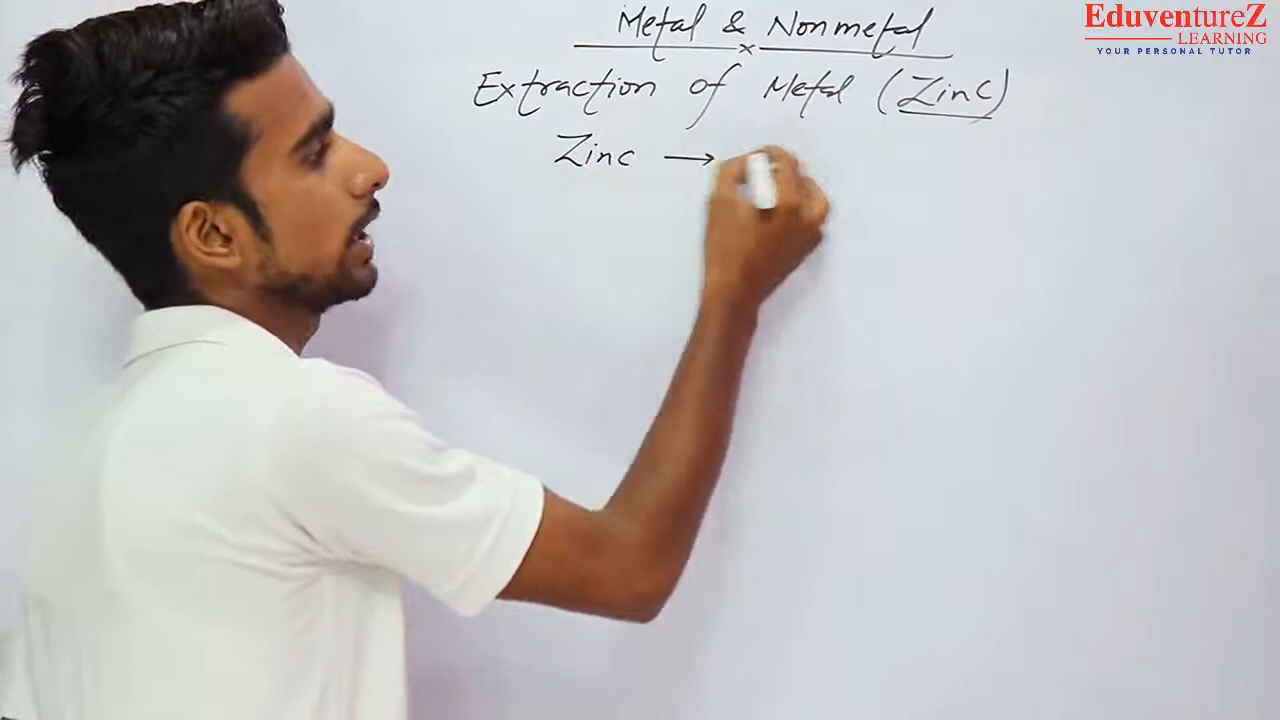 EduventureZ
LEARNING
YOUR PERSONAL TUTOR
Metal & Nonmetal
x
Extraction of Metal (Zinc)
Zinc →